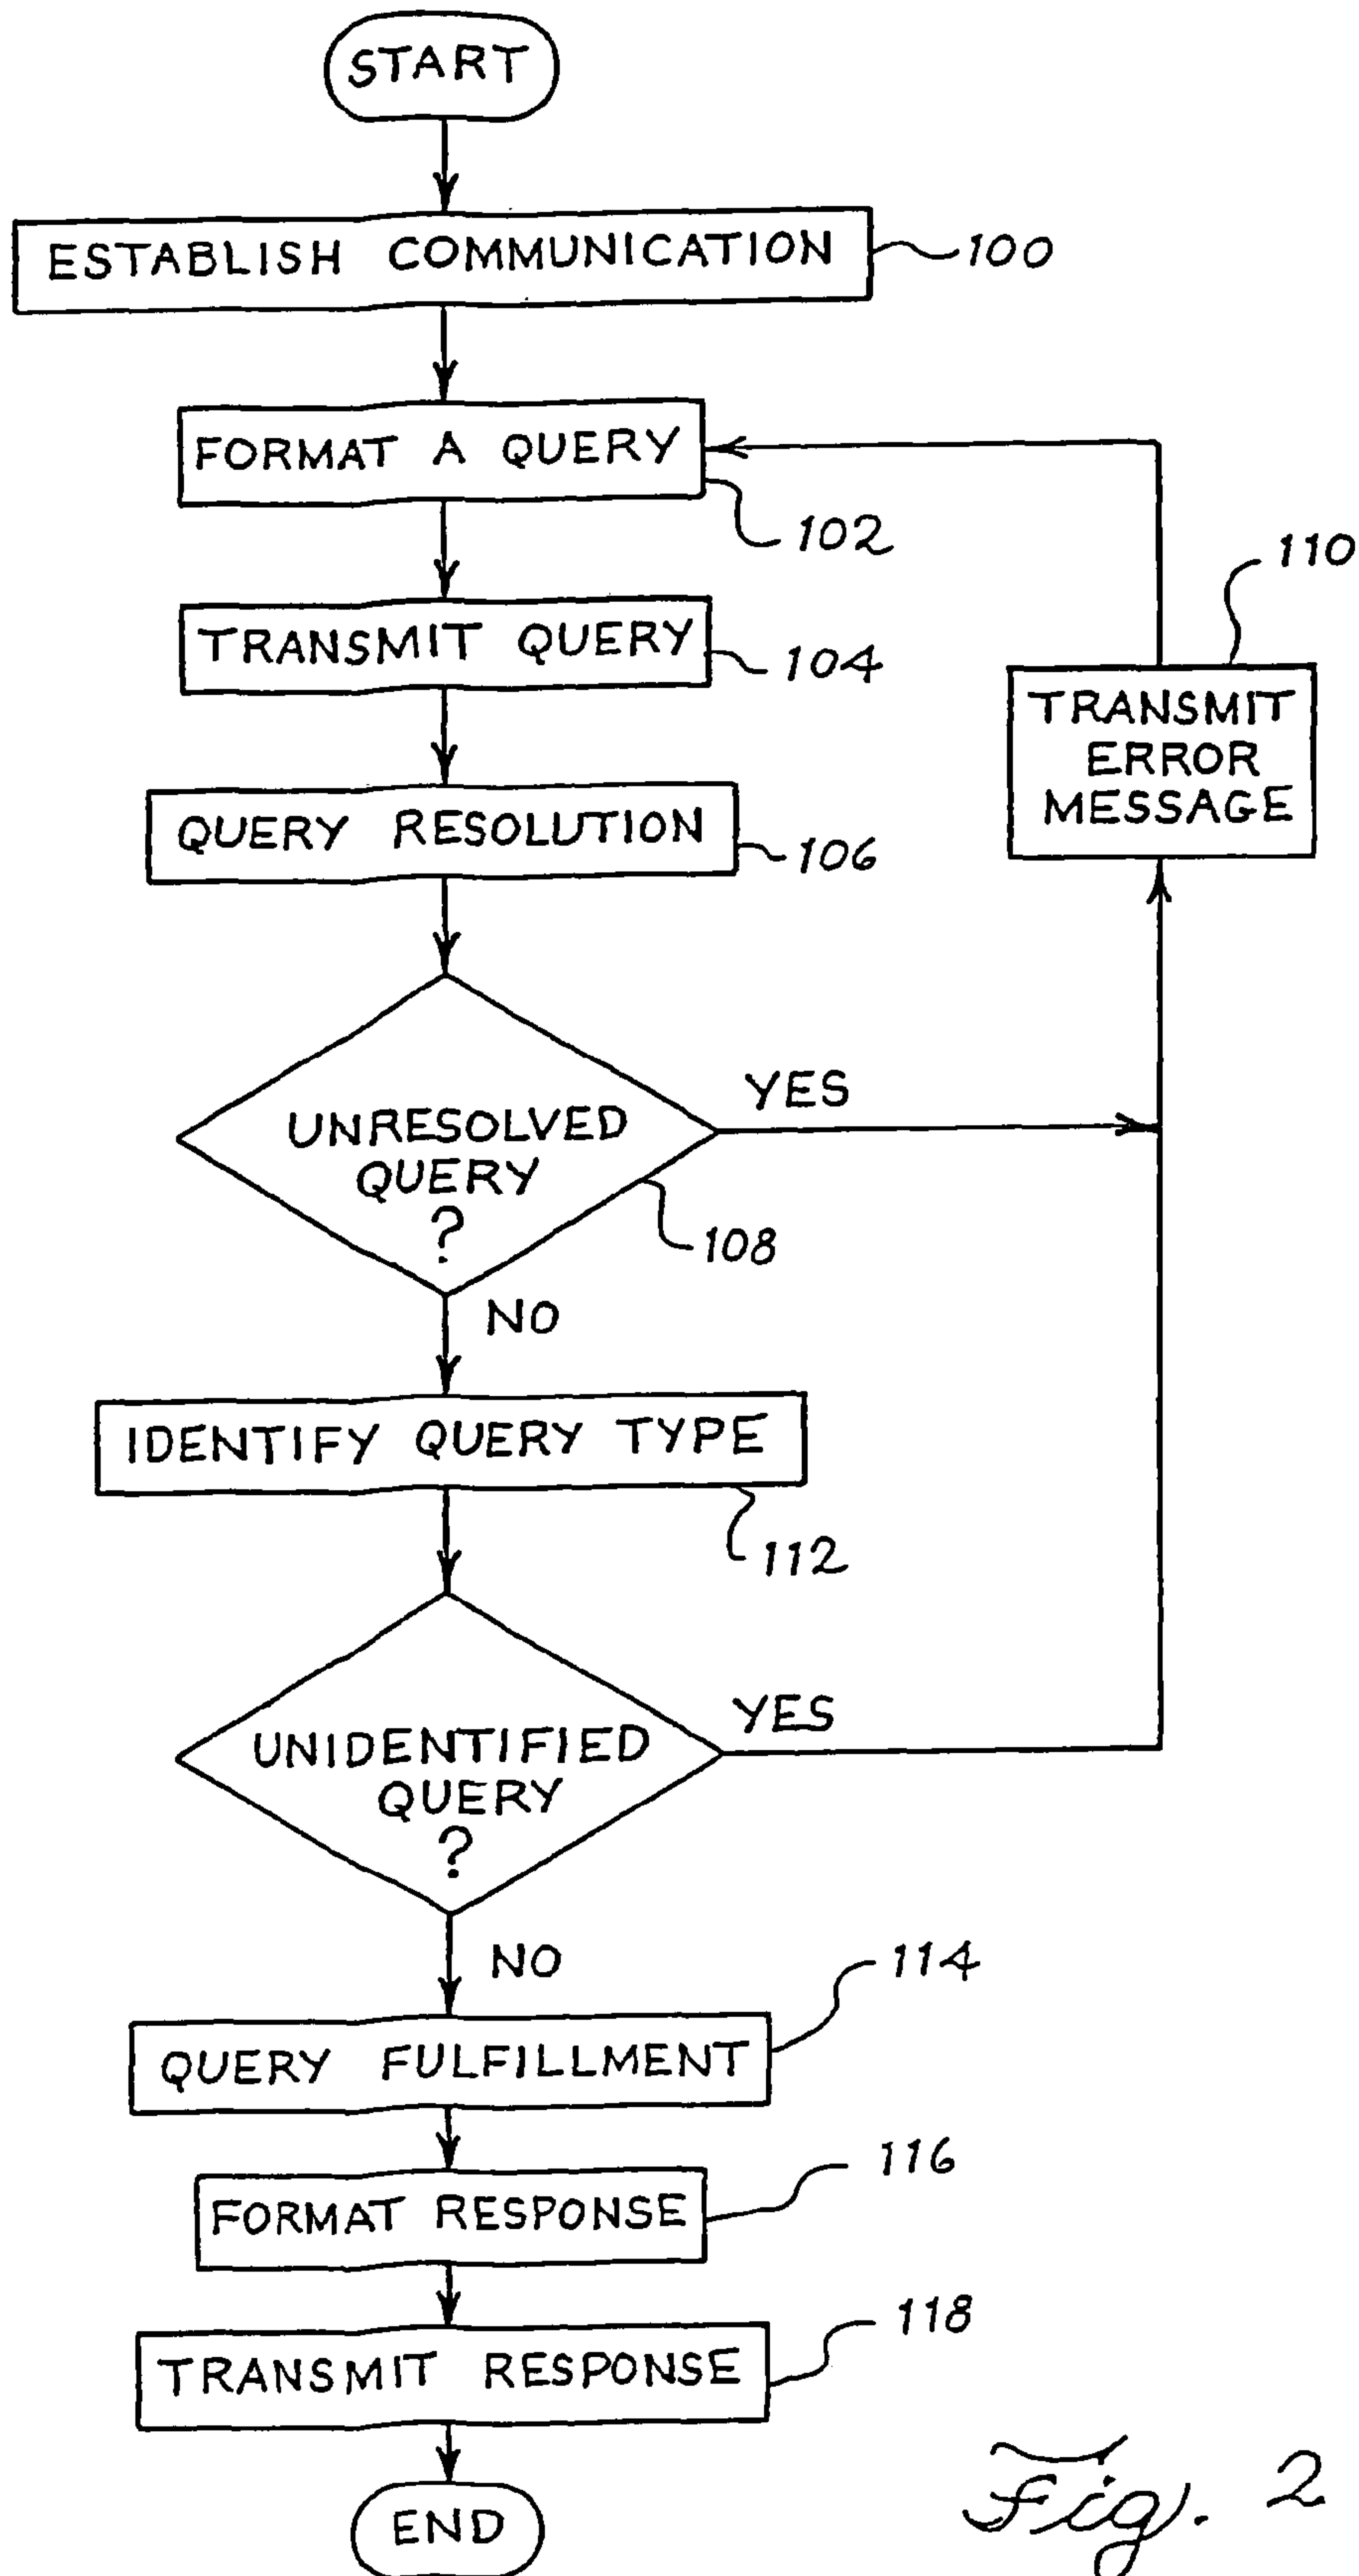 START
ESTABLISH COMMUNICATION
100
FORMAT A QUERY
102
TRANSMIT QUERY
104
110
TRANSMIT
ERROR
MESSAGE
QUERY RESOLUTION
106
UNRESOLVED
QUERY
?
YES
108
NO
IDENTIFY QUERY TYPE
112
UNIDENTIFIED
QUERY
?
YES
NO
114
QUERY FULFILLMENT
116
FORMAT RESPONSE
118
TRANSMIT RESPONSE
END
Fig. 2